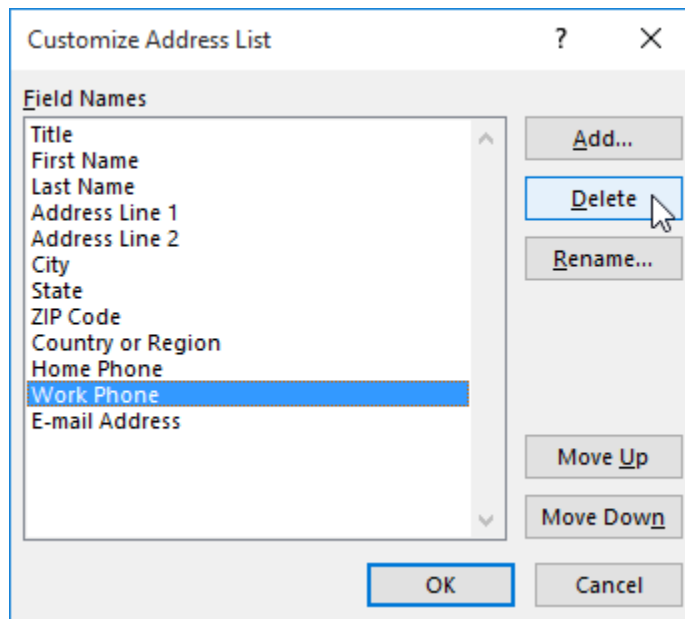 Customize Address List ?
Field Names
Title
First Name
Last Name
Address Line 1
Address Line 2
City
State
ZIP Code
Country or Region
Home Phone
Work Phone
E-mail Address
Add...
Delete
Rename...
Move Up
Move Down
OK
Cancel